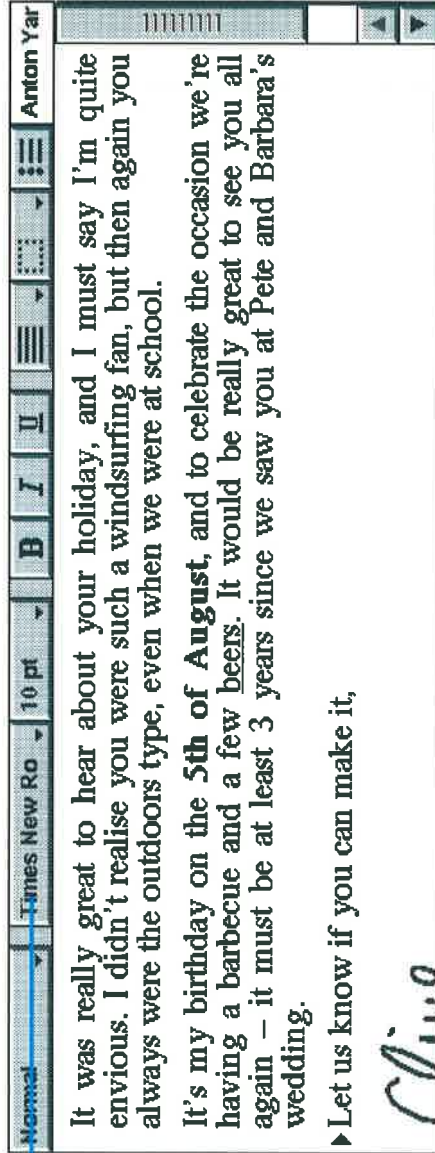 Normal Times New Ro 10 pt B I U Anton Yar
It was really great to hear about your holiday, and I must say I'm quite
envious. I didn't realise you were such a windsurfing fan, but then again you
always were the outdoors type, even when we were at school.
It's my birthday on the 5th of August, and to celebrate the occasion we're
having a barbecue and a few beers. It would be really great to see you all
again – it must be at least 3 years since we saw you at Pete and Barbara's
wedding.
Let us know if you can make it,
Clive